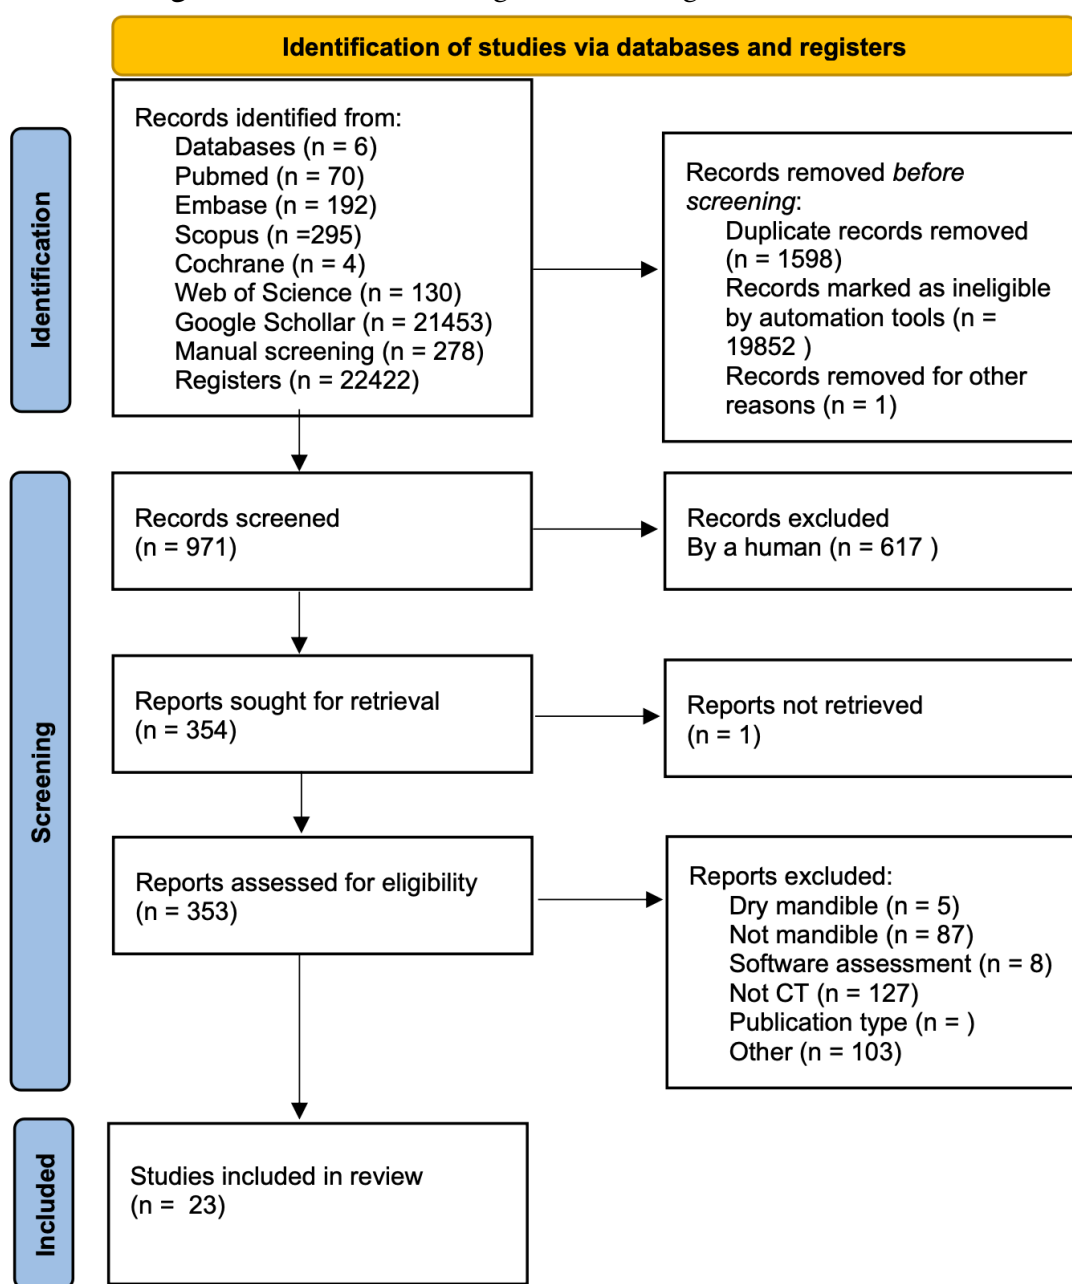 Identification of studies via databases and registers
Identification
Records identified from:
Databases (n = 6)
Pubmed (n = 70)
Embase (n = 192)
Scopus (n =295)
Cochrane (n = 4)
Web of Science (n = 130)
Google Schollar (n = 21453)
Manual screening (n = 278)
Registers (n = 22422)
Records removed before
screening:
Duplicate records removed
(n = 1598)
Records marked as ineligible
by automation tools (n =
19852 )
Records removed for other
reasons (n = 1)
Screening
Records screened
(n = 971)
Records excluded
By a human (n = 617 )
Reports sought for retrieval
(n = 354)
Reports not retrieved
(n = 1)
Reports assessed for eligibility
(n = 353)
Reports excluded:
Dry mandible (n = 5)
Not mandible (n = 87)
Software assessment (n = 8)
Not CT (n = 127)
Publication type (n = )
Other (n = 103)
Included
Studies included in review
(n =  23)